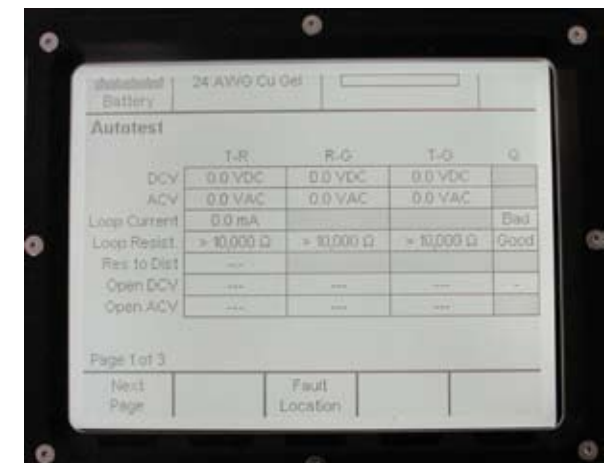 24 AWG Cu Gel
Battery
Autotest
T-R R-G T-G Q
DCV 0.0 VDC 0.0 VDC 0.0 VDC
ACV 0.0 VAC 0.0 VAC 0.0 VAC
Loop Current 0.0 mA Bad
Loop Resist. > 10,000 Ω > 10,000 Ω > 10,000 Ω Good
Res to Dist ---
Open DCV --- --- --- -
Open ACV --- --- ---
Page 1 of 3
Next Fault
Page Location